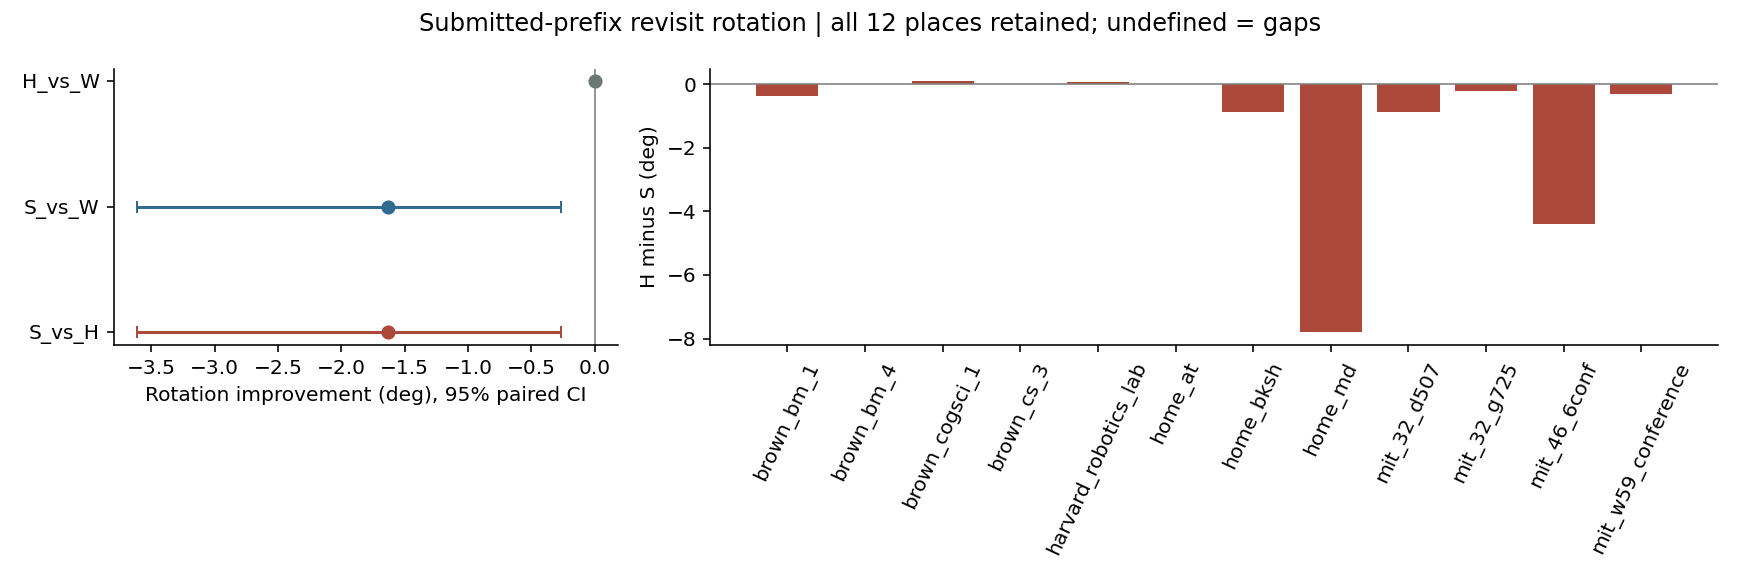 Submitted-prefix revisit rotation | all 12 places retained; undefined = gaps
H_vs_W
S_vs_W
S_vs_H
−3.5 −3.0 −2.5 −2.0 −1.5 −1.0 −0.5 0.0
Rotation improvement (deg), 95% paired CI
H minus S (deg)
0
−2
−4
−6
−8
brown_bm_1
brown_bm_4
brown_cogsci_1
brown_cs_3
harvard_robotics_lab
home_at
home_bksh
home_md
mit_32_d507
mit_32_g725
mit_46_6conf
mit_w59_conference